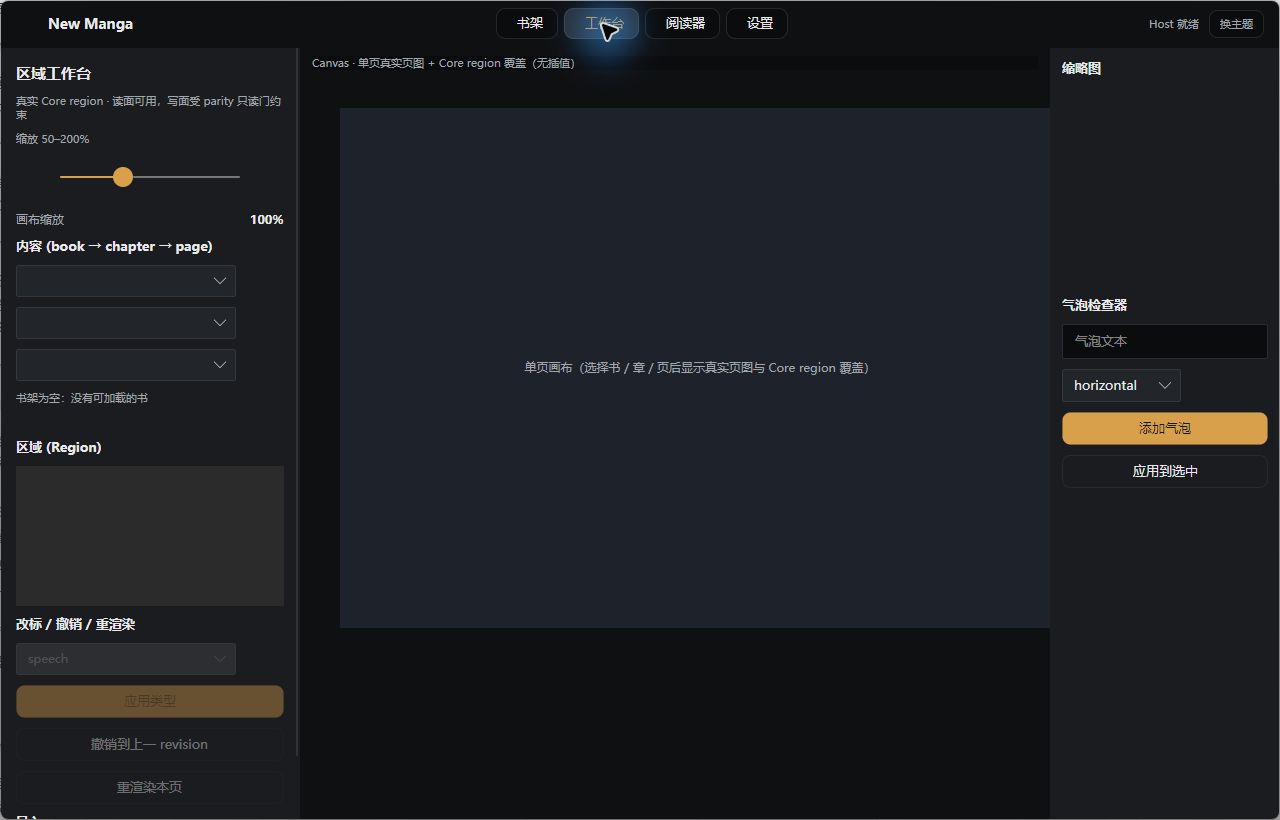 New Manga
书架
工作台
阅读器
设置
Host 就绪
换主题
区域工作台
真实 Core region · 读面可用，写面受 parity 只读门约
束
缩放 50–200%
画布缩放
100%
内容 (book → chapter → page)
书架为空：没有可加载的书
区域 (Region)
改标 / 撤销 / 重渲染
speech
应用类型
撤销到上一 revision
重渲染本页
Canvas · 单页真实页图 + Core region 覆盖（无插值）
单页画布（选择书 / 章 / 页后显示真实页图与 Core region 覆盖）
缩略图
气泡检查器
气泡文本
horizontal
添加气泡
应用到选中